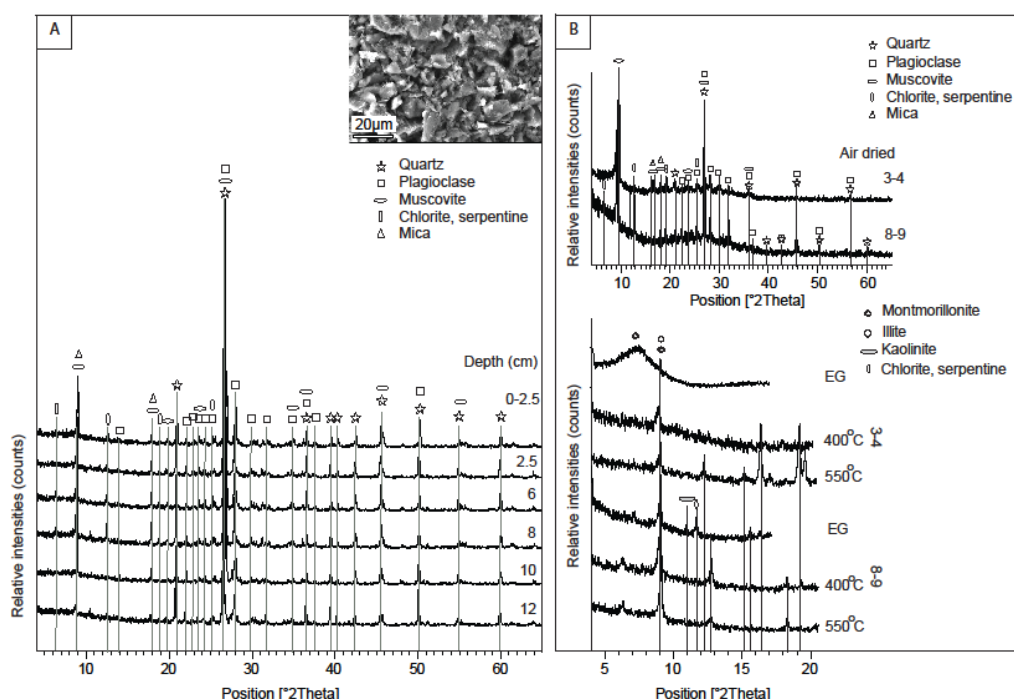 A
20µm
Quartz
Plagioclase
Muscovite
Chlorite, serpentine
Mica
Depth (cm)
0-2.5
2.5
6
8
10
12
Relative intensities (counts)
10 20 30 40 50 60
Position [°2Theta]
B
Quartz
Plagioclase
Muscovite
Chlorite, serpentine
Mica
Air dried
3-4
8-9
Relative intensities (counts)
10 20 30 40 50 60
Position [°2Theta]
Montmorillonite
Illite
Kaolinite
Chlorite, serpentine
EG
400°C
3-4
550°C
EG
400°C
8-9
550°C
Relative intensities (counts)
5 10 15 20
Position [°2Theta]